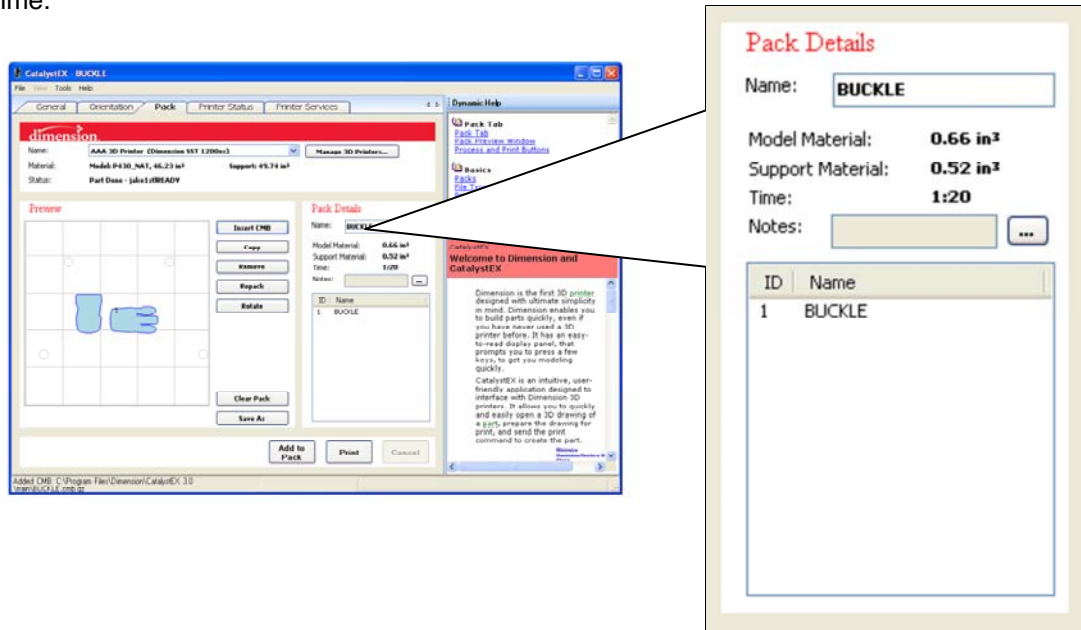 ime.
CatalystEX - BUCKLE
File View Tools Help
General Orientation Pack Printer Status Printer Services
dimension
Name: AAA 3D Printer (Dimension SST 1200es) Manage 3D Printers...
Material: Model: P430_NAT, 46.23 in³ Support: 49.74 in³
Status: Part Done - READY
Preview
Insert CMB
Copy
Remove
Repack
Rotate
Clear Pack
Save As
Pack Details
Name: BUCKLE
Model Material: 0.66 in³
Support Material: 0.52 in³
Time: 1:20
Notes: ...
ID Name
1 BUCKLE
Add to Pack
Print
Cancel
Dynamic Help
Pack Tab
Pack Tab
Pack Preview Window
Process and Print Buttons
Basics
Packs
CatalystEX
Welcome to Dimension and
CatalystEX
Dimension is the first 3D printer
designed with ultimate simplicity
in mind. Dimension enables you
to build parts quickly, even if
you have never used a 3D
printer before. It has an easy-
to-read display panel, that
prompts you to press a few
keys, to get you modeling
quickly.
CatalystEX is an intuitive, user-
friendly application designed to
interface with Dimension 3D
printers. It allows you to quickly
and easily open a 3D drawing of
a part, prepare the drawing for
print, and send the print
command to create the part.
Added CMB: C:\Program Files\Dimension\CatalystEX 3.0
\train\BUCKLE.cmb.gz
Pack Details
Name: BUCKLE
Model Material: 0.66 in³
Support Material: 0.52 in³
Time: 1:20
Notes: ...
ID Name
1 BUCKLE